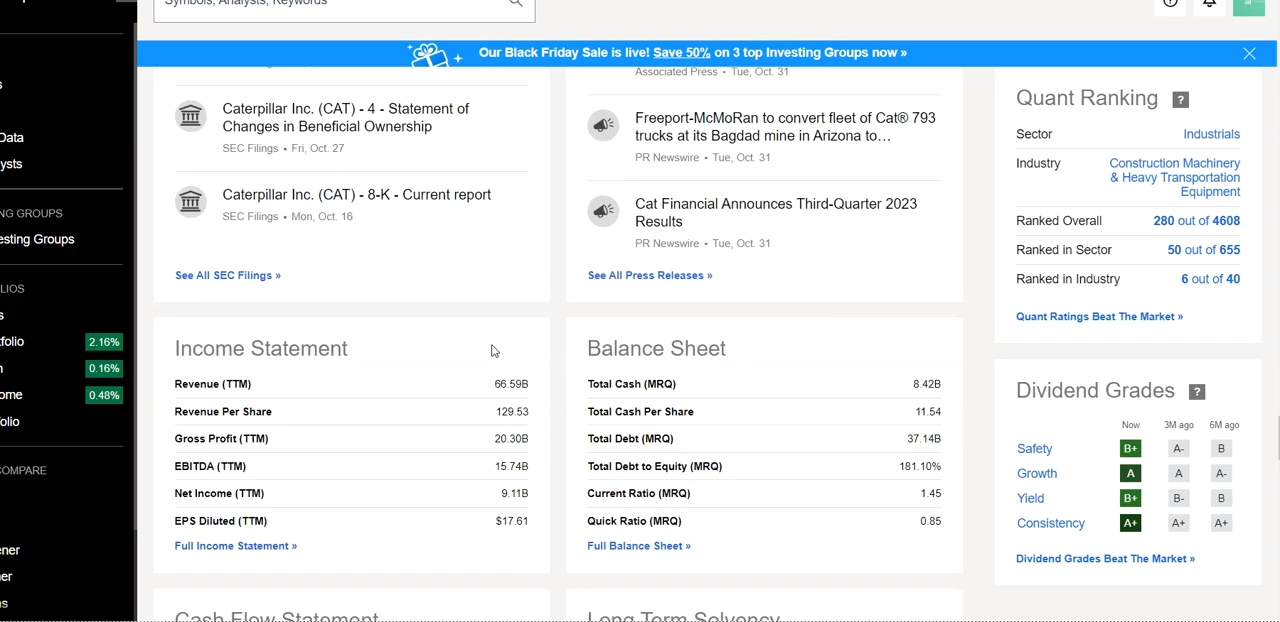 Symbols, Analysts, Keywords
Our Black Friday Sale is live! Save 50% on 3 top Investing Groups now »
Data
NG GROUPS
esting Groups
2.16%
0.16%
0.48%
COMPARE
Caterpillar Inc. (CAT) - 4 - Statement of
Changes in Beneficial Ownership
SEC Filings • Fri, Oct. 27
Caterpillar Inc. (CAT) - 8-K - Current report
SEC Filings • Mon, Oct. 16
See All SEC Filings »
Associated Press • Tue, Oct. 31
Freeport-McMoRan to convert fleet of Cat® 793
trucks at its Bagdad mine in Arizona to…
PR Newswire • Tue, Oct. 31
Cat Financial Announces Third-Quarter 2023
Results
PR Newswire • Tue, Oct. 31
See All Press Releases »
Income Statement
Revenue (TTM) 66.59B
Revenue Per Share 129.53
Gross Profit (TTM) 20.30B
EBITDA (TTM) 15.74B
Net Income (TTM) 9.11B
EPS Diluted (TTM) $17.61
Full Income Statement »
Balance Sheet
Total Cash (MRQ) 8.42B
Total Cash Per Share 11.54
Total Debt (MRQ) 37.14B
Total Debt to Equity (MRQ) 181.10%
Current Ratio (MRQ) 1.45
Quick Ratio (MRQ) 0.85
Full Balance Sheet »
Cash Flow Statement
Long Term Solvency
Quant Ranking ?
Sector Industrials
Industry Construction Machinery
& Heavy Transportation
Equipment
Ranked Overall 280 out of 4608
Ranked in Sector 50 out of 655
Ranked in Industry 6 out of 40
Quant Ratings Beat The Market »
Dividend Grades ?
Now 3M ago 6M ago
Safety B+ A- B
Growth A A A-
Yield B+ B- B
Consistency A+ A+ A+
Dividend Grades Beat The Market »